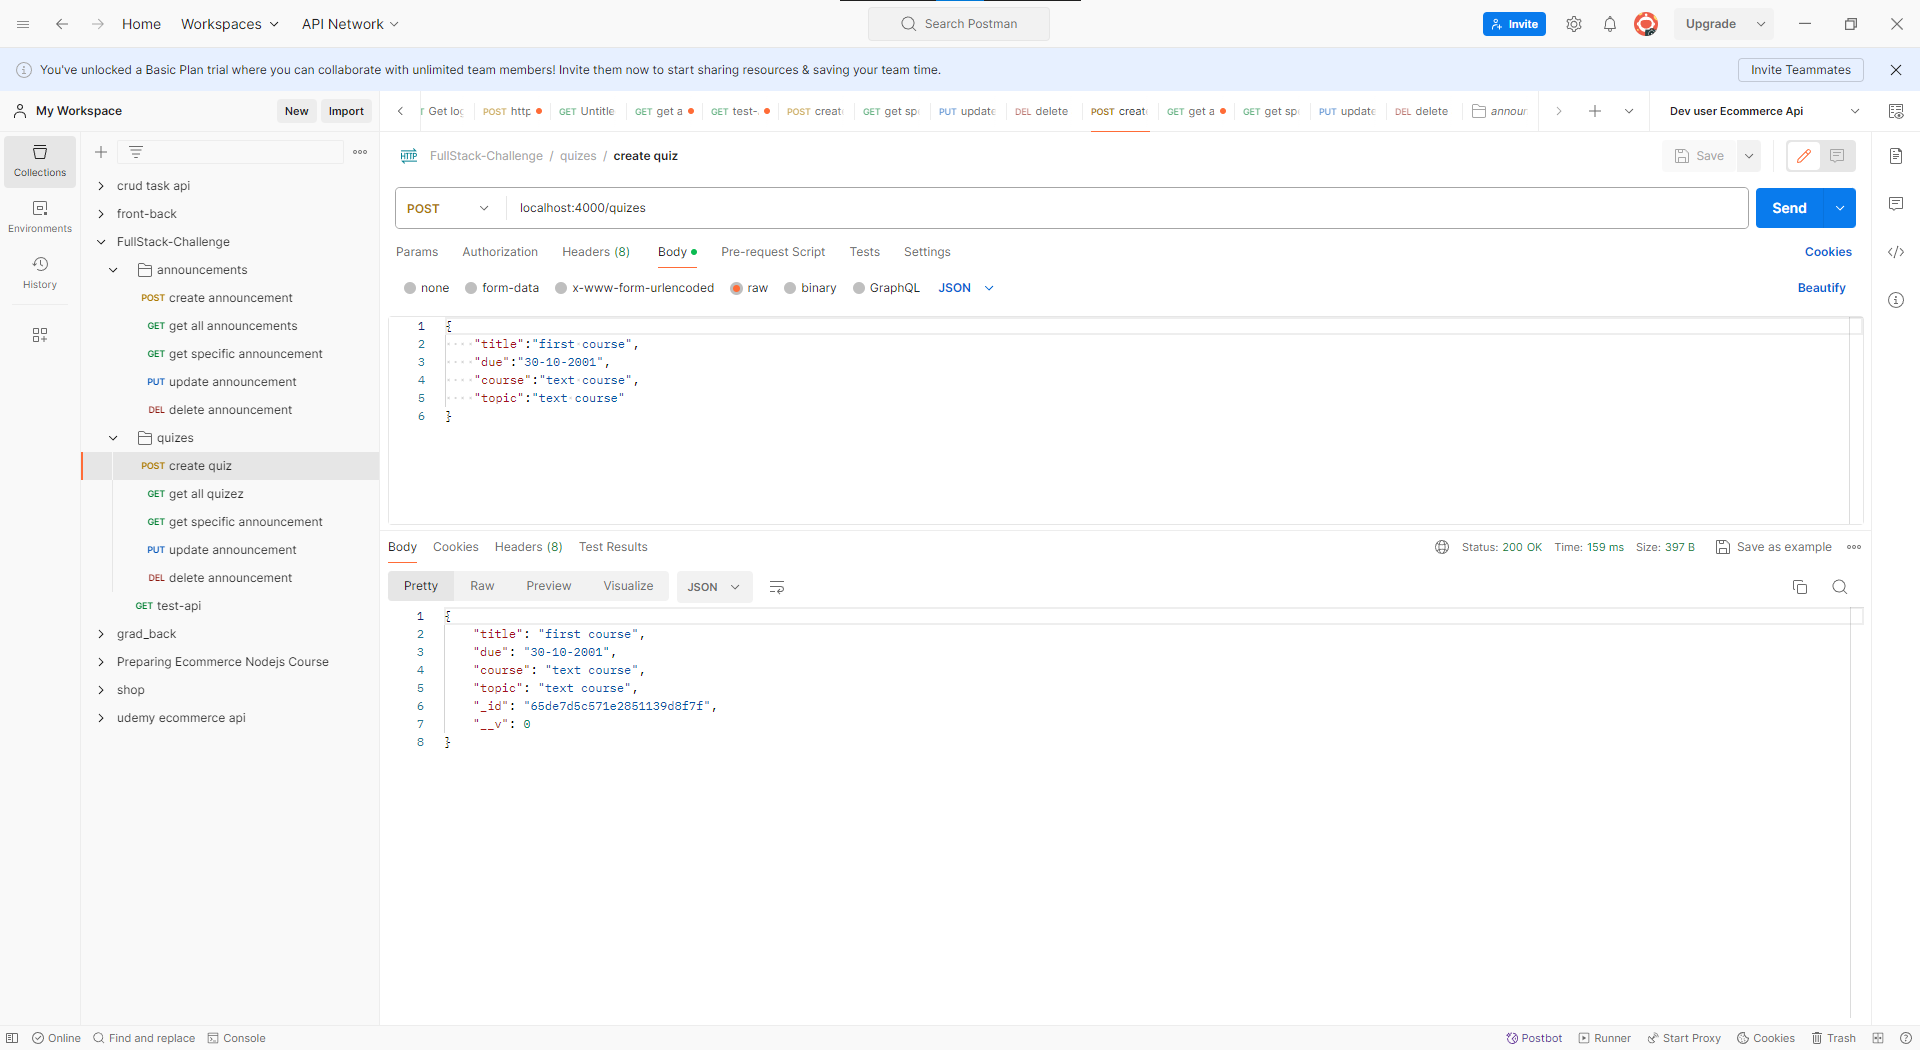 Home
Workspaces
API Network
Search Postman
Invite
Upgrade
You've unlocked a Basic Plan trial where you can collaborate with unlimited team members! Invite them now to start sharing resources & saving your team time.
Invite Teammates
My Workspace
New
Import
Get log
POST http
GET Untitle
GET get a
GET test-
POST creat
GET get sp
PUT update
DEL delete
POST creat
GET get a
GET get sp
PUT update
DEL delete
annour
Dev user Ecommerce Api
Collections
Environments
History
crud task api
front-back
FullStack-Challenge
announcements
POST create announcement
GET get all announcements
GET get specific announcement
PUT update announcement
DEL delete announcement
quizes
POST create quiz
GET get all quizez
GET get specific announcement
PUT update announcement
DEL delete announcement
GET test-api
grad_back
Preparing Ecommerce Nodejs Course
shop
udemy ecommerce api
HTTP FullStack-Challenge / quizes / create quiz
Save
POST
localhost:4000/quizes
Send
Params
Authorization
Headers (8)
Body
Pre-request Script
Tests
Settings
Cookies
none
form-data
x-www-form-urlencoded
raw
binary
GraphQL
JSON
Beautify
1 {
2 "title":"first course",
3 "due":"30-10-2001",
4 "course":"text course",
5 "topic":"text course"
6 }
Body
Cookies
Headers (8)
Test Results
Status: 200 OK
Time: 159 ms
Size: 397 B
Save as example
Pretty
Raw
Preview
Visualize
JSON
1 {
2 "title": "first course",
3 "due": "30-10-2001",
4 "course": "text course",
5 "topic": "text course",
6 "_id": "65de7d5c571e2851139d8f7f",
7 "__v": 0
8 }
Online
Find and replace
Console
Postbot
Runner
Start Proxy
Cookies
Trash